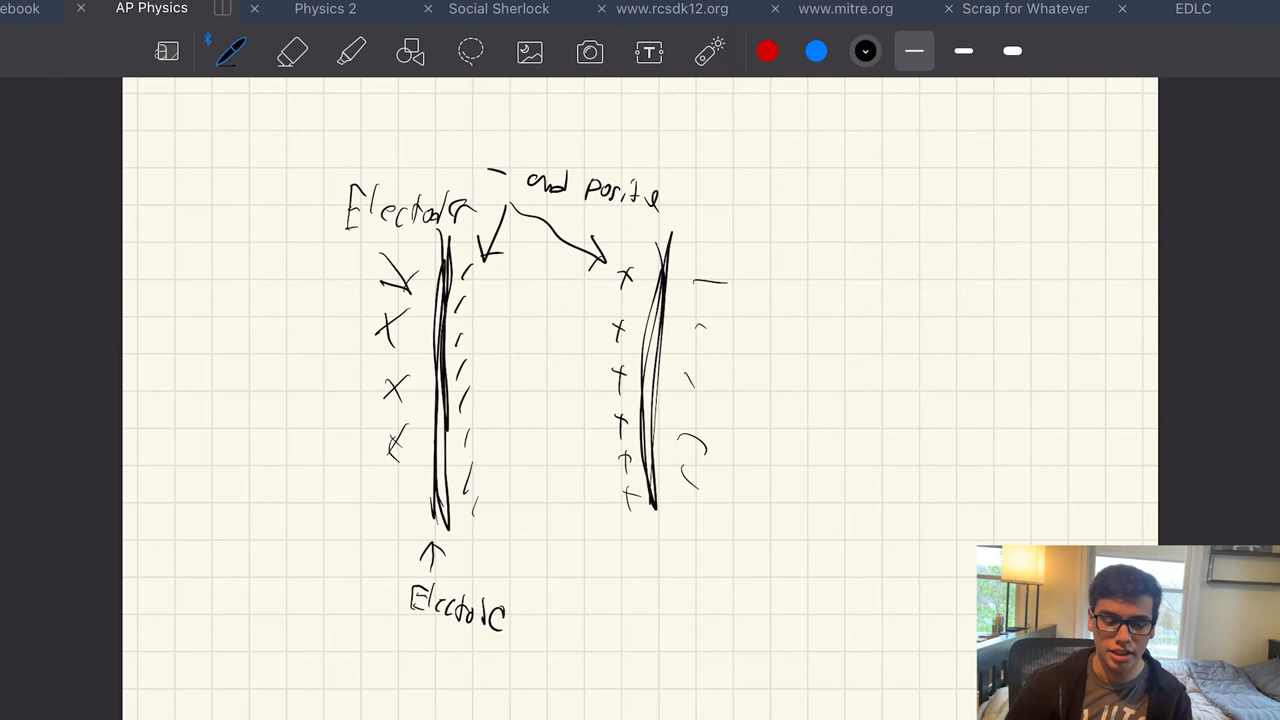 ebook × AP Physics × Physics 2 × Social Sherlock × www.rcsdk12.org × www.mitre.org × Scrap for Whatever × EDLC
T
- and positive
Electrode
Electrode